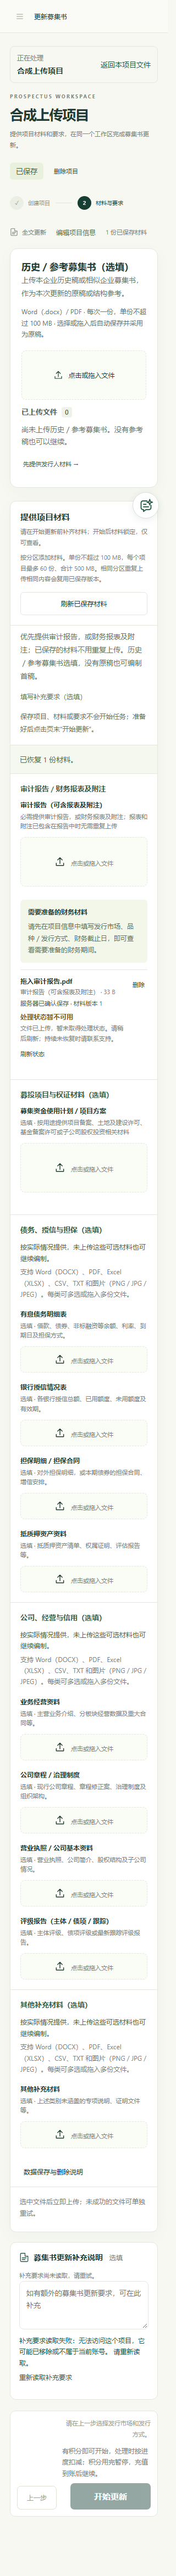 更新募集书
正在处理
合成上传项目
返回本项目文件
PROSPECTUS WORKSPACE
合成上传项目
提供项目材料和要求，在同一个工作区完成募集书更
新。
已保存
删除项目
创建项目
2
材料与要求
全文更新
编辑项目信息
1 份已保存材料
历史 / 参考募集书（选填）
上传本企业历史稿或相似企业募集书，
作为本次更新的原稿或结构参考。
Word（.docx）/ PDF · 每次一份，单份不超
过 100 MB · 选择或拖入后自动保存并采用
为原稿。
点击或拖入文件
已上传文件
0
尚未上传历史 / 参考募集书。没有参考
稿也可以继续。
先提供发行人材料 →
提供项目材料
请在开始更新前补齐材料；开始后材料锁定，仅
可查看。
按分区添加材料。单份不超过 100 MB，每个项
目最多 60 份、合计 500 MB。相同分区重复上
传相同内容会复用已保存版本。
刷新已保存材料
优先提供审计报告，或财务报表及附
注；已保存的材料不用重复上传。历史
/ 参考募集书选填，没有原稿也可编制
首稿。
填写补充要求（选填）
保存项目、材料或要求不会开始任务；准备
好后点击页末“开始更新”。
已恢复 1 份材料。
审计报告 / 财务报表及附注
审计报告（可含报表及附注）
必需提供审计报告，或财务报表及附注；报表和
附注已包含在报告中时无需重复上传
点击或拖入文件
需要准备的财务材料
请先在项目信息中填写发行市场、品
种 / 发行方式、财务截止日，即可查
看需要准备的财务期间。
拖入审计报告.pdf
删除
审计报告（可含报表及附注） · 33 B
服务器已确认保存 · 材料版本 1
处理状态暂不可用
文件已上传，暂未取得处理状态。请稍
后刷新，持续未恢复时请联系支持。
刷新状态
募投项目与权证材料（选填）
募集资金使用计划 / 项目方案
选填 · 按用途提供项目备案、土地及建设许可、
基金备案许可或子公司股权投资相关材料
点击或拖入文件
债务、授信与担保（选填）
按实际情况提供，未上传这些可选材料也可
继续编制。
支持 Word（DOCX）、PDF、Excel
（XLSX）、CSV、TXT 和图片（PNG / JPG /
JPEG）。每类可多选或拖入多份文件。
有息债务明细表
选填 · 借款、债券、非标融资等余额、利率、到
期日及担保方式。
点击或拖入文件
银行授信情况表
选填 · 各银行授信总额、已用额度、未用额度及
有效期。
点击或拖入文件
担保明细 / 担保合同
选填 · 对外担保明细、或本期债券的担保合同、
增信安排。
点击或拖入文件
抵质押资产资料
选填 · 抵质押资产清单、权属证明、评估报告
等。
点击或拖入文件
公司、经营与信用（选填）
按实际情况提供，未上传这些可选材料也可
继续编制。
支持 Word（DOCX）、PDF、Excel
（XLSX）、CSV、TXT 和图片（PNG / JPG /
JPEG）。每类可多选或拖入多份文件。
业务经营资料
选填 · 主营业务介绍、分板块经营数据及重大合
同等。
点击或拖入文件
公司章程 / 治理制度
选填 · 现行公司章程、章程修正案、治理制度及
组织架构。
点击或拖入文件
营业执照 / 公司基本资料
选填 · 营业执照、公司简介、股权结构及子公司
情况。
点击或拖入文件
评级报告（主体 / 债项 / 跟踪）
选填 · 主体评级、债项评级或最新跟踪评级报
告。
点击或拖入文件
其他补充材料（选填）
按实际情况提供，未上传这些可选材料也可
继续编制。
支持 Word（DOCX）、PDF、Excel
（XLSX）、CSV、TXT 和图片（PNG / JPG /
JPEG）。每类可多选或拖入多份文件。
其他补充材料
选填 · 上述类别未涵盖的专项说明、证明文件
等。
点击或拖入文件
数据保存与删除说明
选中文件后立即上传；未成功的文件可单独
重试。
募集书更新补充说明
选填
补充要求尚未读取，请重试。
如有额外的募集书更新要求，可在此
补充
补充要求读取失败：无法访问这个项目，它
可能已移除或不属于当前账号。 请重新读
取。
重新读取补充要求
请在上一步选择发行市场和发行
方式。
有积分即可开始，处理时按进
度扣减；积分用完暂停，充值
到账后继续。
上一步
开始更新